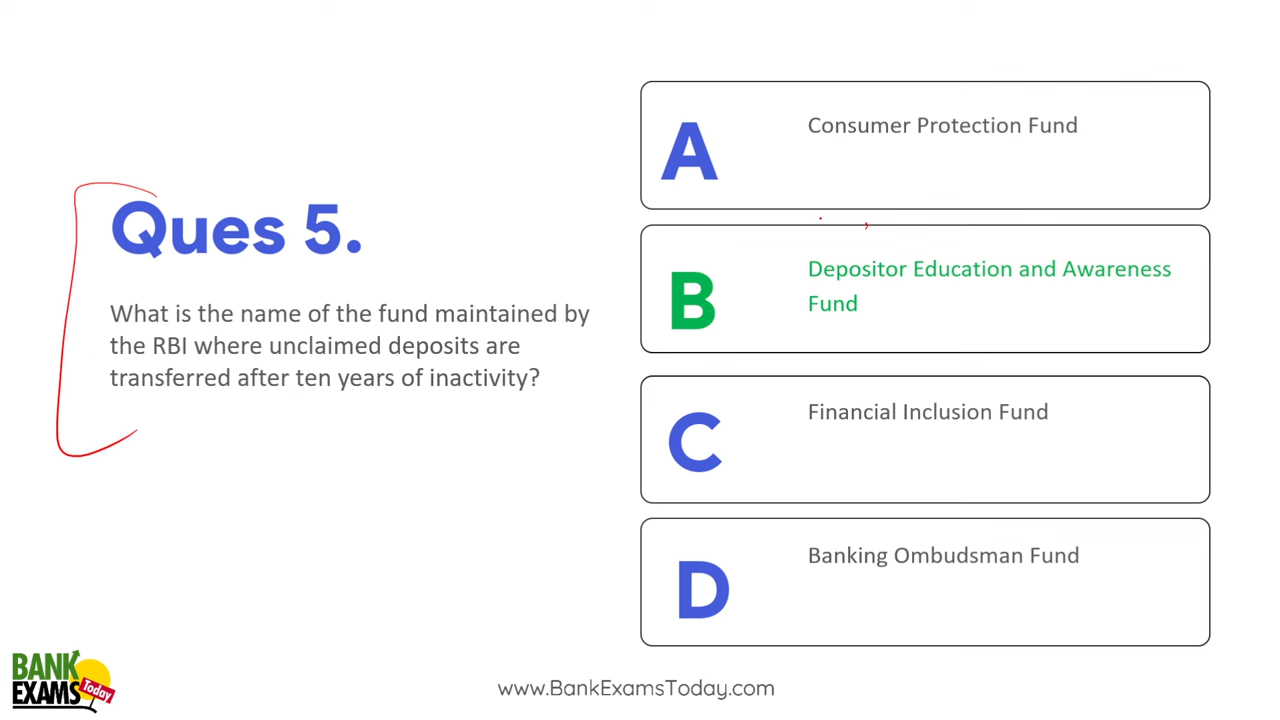 Ques 5.
What is the name of the fund maintained by
the RBI where unclaimed deposits are
transferred after ten years of inactivity?
A
Consumer Protection Fund
B
Depositor Education and Awareness
Fund
C
Financial Inclusion Fund
D
Banking Ombudsman Fund
BANK
EXAMS
Today
www.BankExamsToday.com